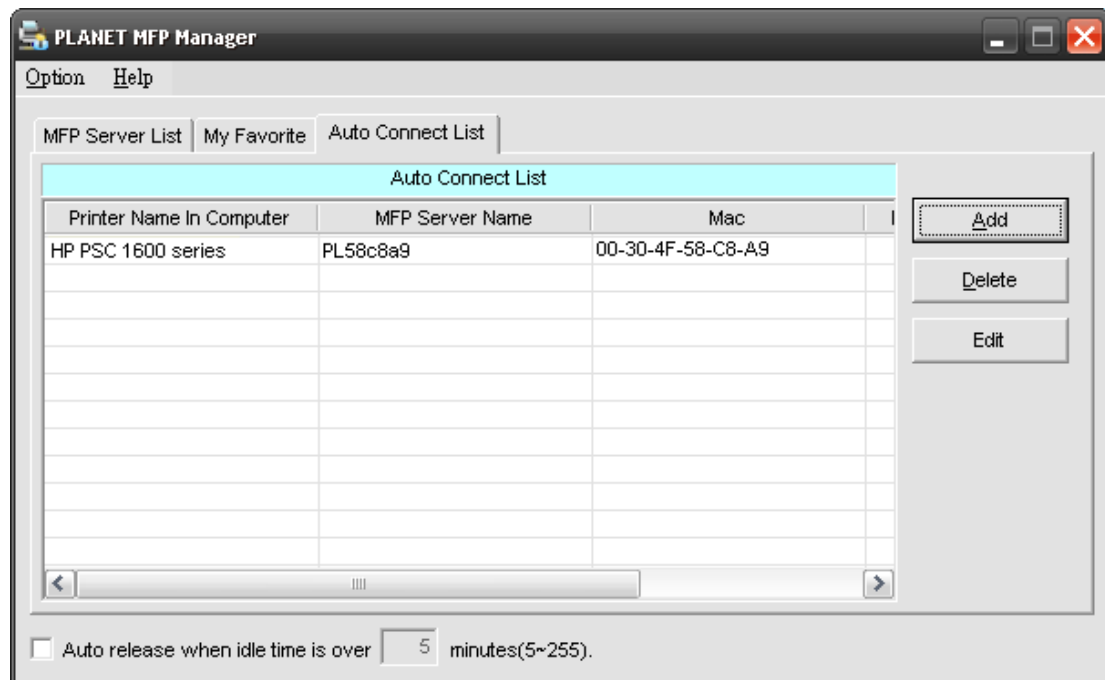 PLANET MFP Manager
Option Help
MFP Server List My Favorite Auto Connect List
Auto Connect List
Printer Name In Computer MFP Server Name Mac
HP PSC 1600 series PL58c8a9 00-30-4F-58-C8-A9
Add
Delete
Edit
Auto release when idle time is over 5 minutes(5~255).